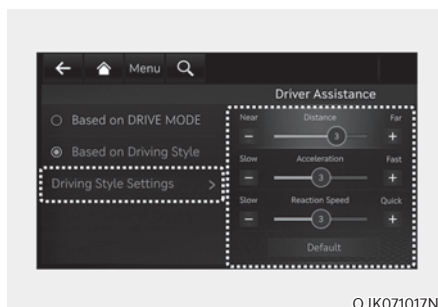 Menu
Driver Assistance
Based on DRIVE MODE
Based on Driving Style
Driving Style Settings >
Near Distance Far
− 3 +
Slow Acceleration Fast
− 3 +
Slow Reaction Speed Quick
− 3 +
Default
OJK071017N